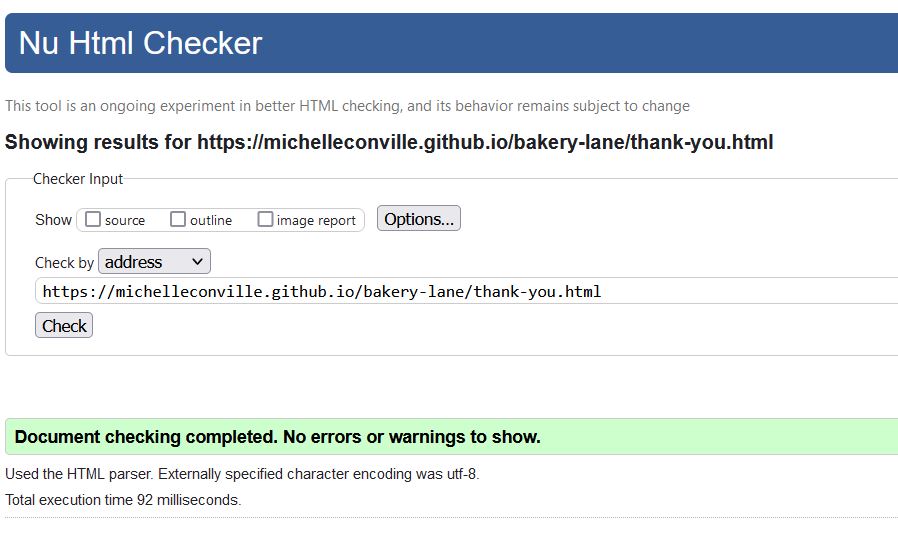 Nu Html Checker
This tool is an ongoing experiment in better HTML checking, and its behavior remains subject to change
Showing results for https://michelleconville.github.io/bakery-lane/thank-you.html
Checker Input
Show source outline image report Options...
Check by address
https://michelleconville.github.io/bakery-lane/thank-you.html
Check
Document checking completed. No errors or warnings to show.
Used the HTML parser. Externally specified character encoding was utf-8.
Total execution time 92 milliseconds.